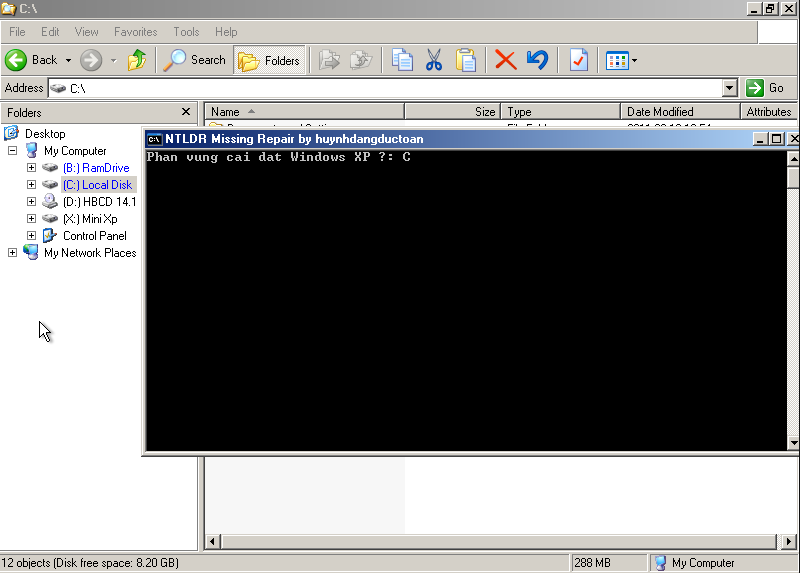 C:\
File Edit View Favorites Tools Help
Back Search Folders
Address C:\ Go
Folders
Name Size Type Date Modified Attributes
Desktop
My Computer
(B:) RamDrive
(C:) Local Disk
(D:) HBCD 14.1
(X:) Mini Xp
Control Panel
My Network Places
C:\ NTLDR Missing Repair by huynhdangductoan
Phan vung cai dat Windows XP ?: C
12 objects (Disk free space: 8.20 GB) 288 MB My Computer